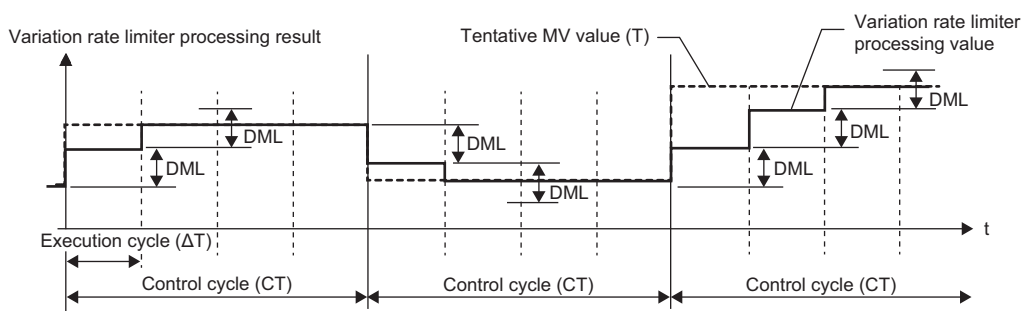 Variation rate limiter processing result
Tentative MV value (T)
Variation rate limiter
processing value
DML
DML
DML
DML
DML
DML
DML
t
Execution cycle (ΔT)
Control cycle (CT)
Control cycle (CT)
Control cycle (CT)